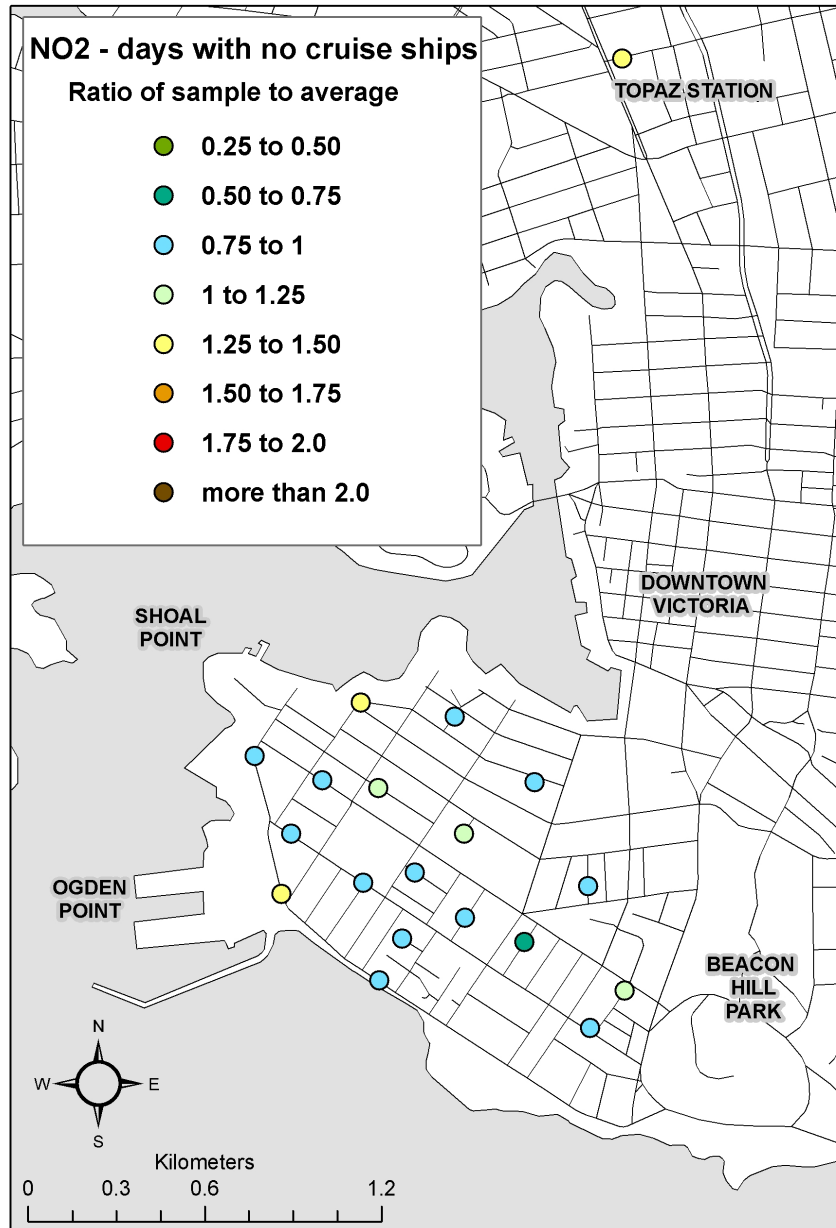 NO2 - days with no cruise ships
Ratio of sample to average
0.25 to 0.50
0.50 to 0.75
0.75 to 1
1 to 1.25
1.25 to 1.50
1.50 to 1.75
1.75 to 2.0
more than 2.0
TOPAZ STATION
DOWNTOWN
VICTORIA
SHOAL
POINT
OGDEN
POINT
BEACON
HILL
PARK
N
W
E
S
Kilometers
0 0.3 0.6 1.2